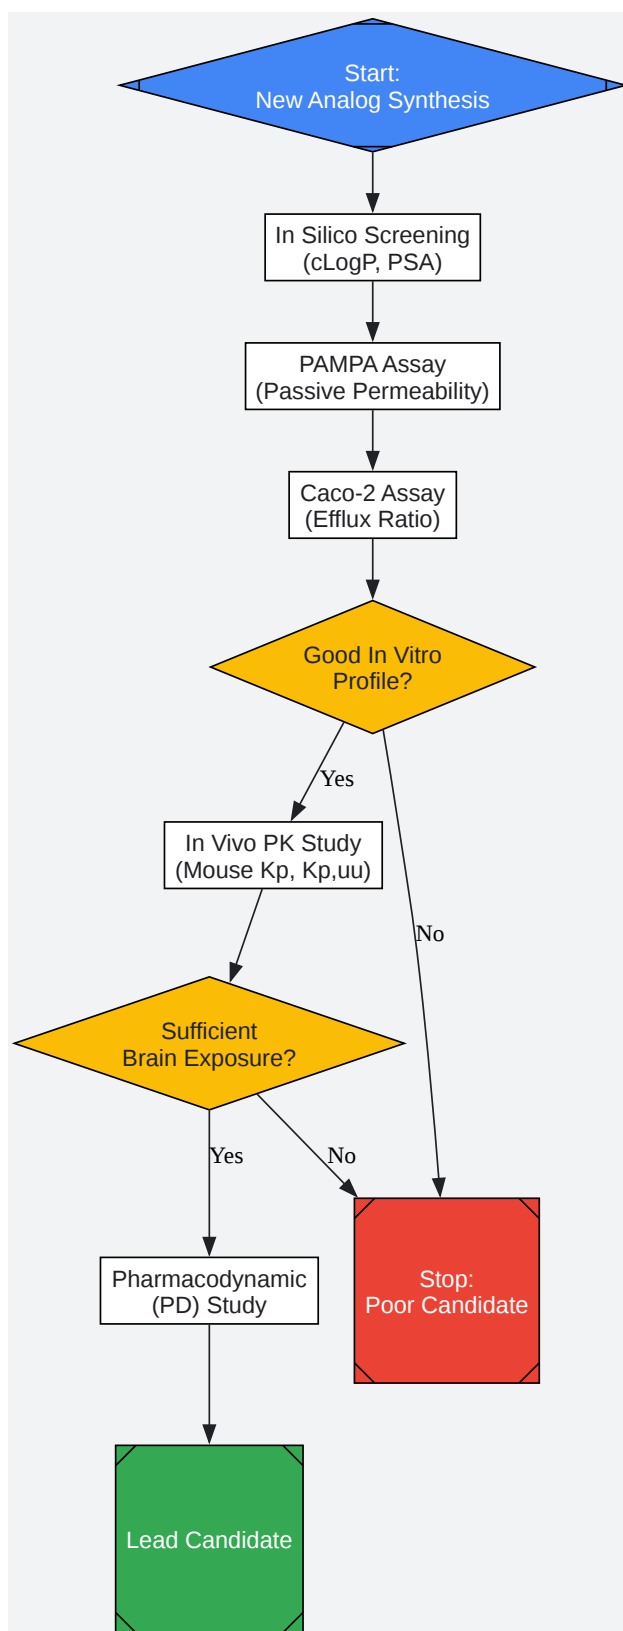 Start:
New Analog Synthesis
In Silico Screening
(cLogP, PSA)
PAMPA Assay
(Passive Permeability)
Caco-2 Assay
(Efflux Ratio)
Good In Vitro
Profile?
Yes
In Vivo PK Study
(Mouse Kp, Kp,uu)
No
Sufficient
Brain Exposure?
Yes
No
Pharmacodynamic
(PD) Study
Stop:
Poor Candidate
Lead Candidate